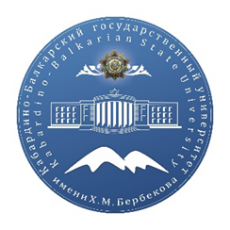 Кабардино-Балкарский государственный университет
имени Х.М. Бербекова
Kabardino-Balkarian State University